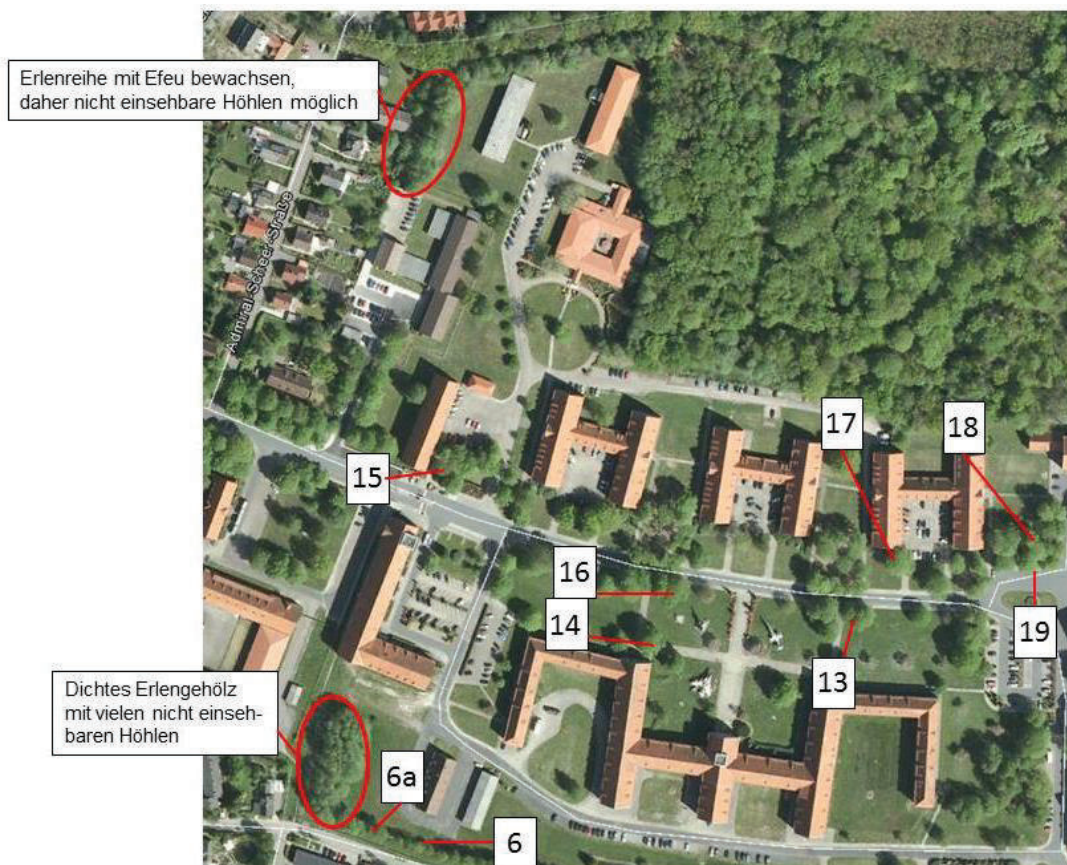 Erlenreihe mit Efeu bewachsen,
daher nicht einsehbare Höhlen möglich
Admiral-Scheer-Straße
17
18
15
16
14
13
19
Dichtes Erlengehölz
mit vielen nicht einseh-
baren Höhlen
6a
6